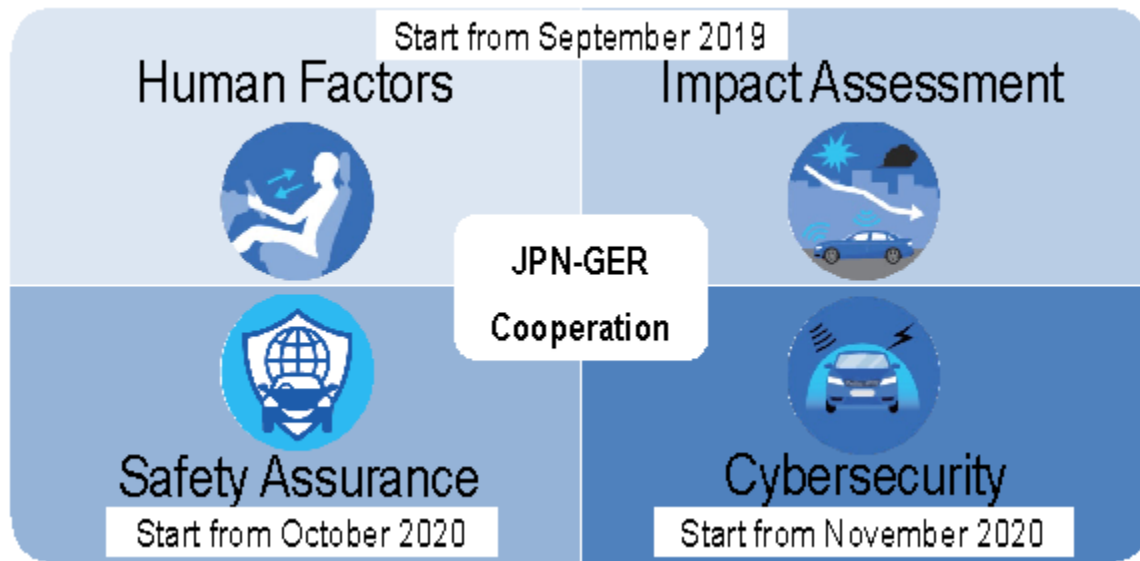 Start from September 2019
Human Factors
Impact Assessment
JPN-GER
Cooperation
Safety Assurance
Start from October 2020
Cybersecurity
Start from November 2020